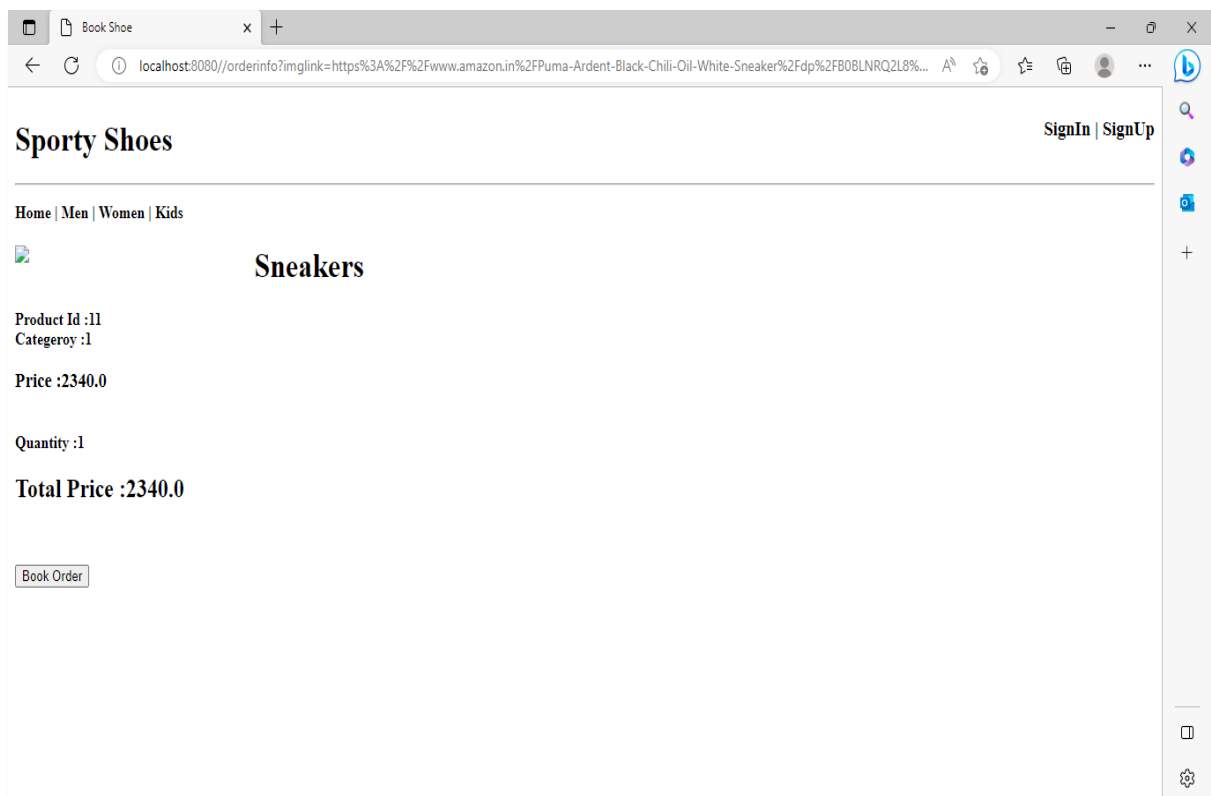 Book Shoe
localhost:8080//orderinfo?imglink=https%3A%2F%2Fwww.amazon.in%2FPuma-Ardent-Black-Chili-Oil-White-Sneaker%2Fdp%2FB0BLNRQ2L8%...
Sporty Shoes
SignIn | SignUp
Home | Men | Women | Kids
Sneakers
Product Id :11
Categeroy :1
Price :2340.0
Quantity :1
Total Price :2340.0
Book Order